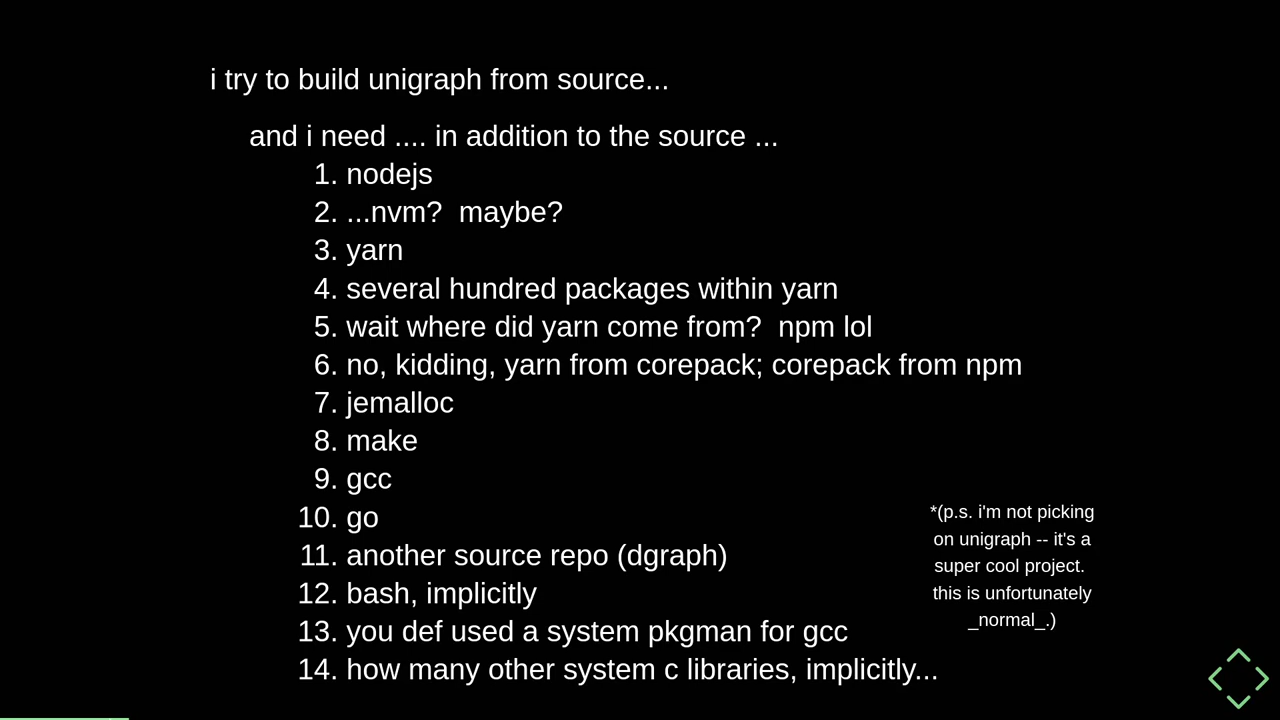 i try to build unigraph from source...
and i need .... in addition to the source ...
1. nodejs
2. ...nvm?  maybe?
3. yarn
4. several hundred packages within yarn
5. wait where did yarn come from?  npm lol
6. no, kidding, yarn from corepack; corepack from npm
7. jemalloc
8. make
9. gcc
10. go
11. another source repo (dgraph)
12. bash, implicitly
13. you def used a system pkgman for gcc
14. how many other system c libraries, implicitly...
*(p.s. i'm not picking
on unigraph -- it's a
super cool project.
this is unfortunately
_normal_.)